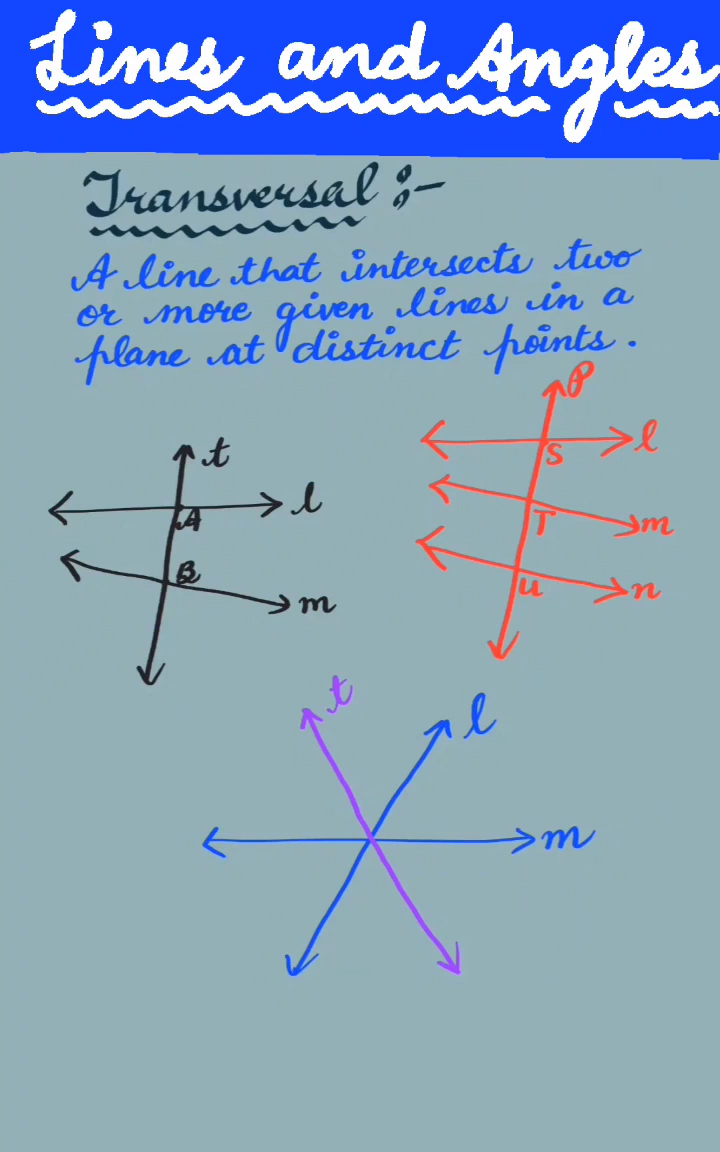 Lines and Angles
Transversal :-
A line that intersects two
or more given lines in a
plane at distinct points.
t
l
A
B
m
P
l
S
m
T
n
u
t
l
m